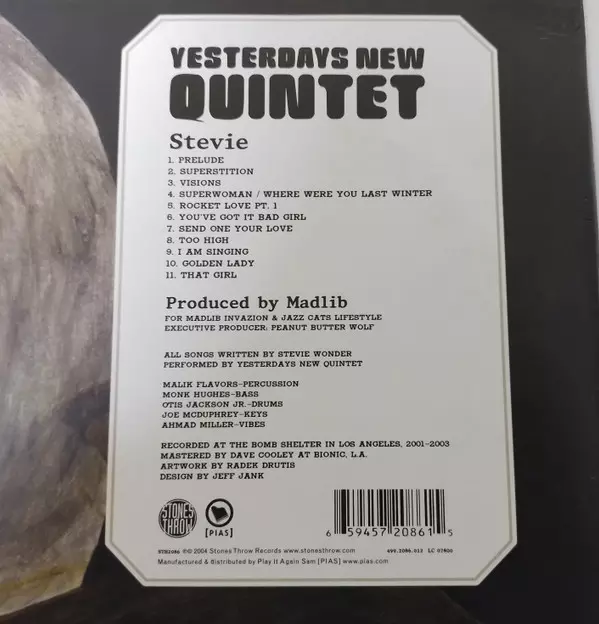 YESTERDAYS NEW
QUINTET
Stevie
1. PRELUDE
2. SUPERSTITION
3. VISIONS
4. SUPERWOMAN / WHERE WERE YOU LAST WINTER
5. ROCKET LOVE PT. 1
6. YOU'VE GOT IT BAD GIRL
7. SEND ONE YOUR LOVE
8. TOO HIGH
9. I AM SINGING
10. GOLDEN LADY
11. THAT GIRL
Produced by Madlib
FOR MADLIB INVAZION & JAZZ CATS LIFESTYLE
EXECUTIVE PRODUCER: PEANUT BUTTER WOLF
ALL SONGS WRITTEN BY STEVIE WONDER
PERFORMED BY YESTERDAYS NEW QUINTET
MALIK FLAVORS–PERCUSSION
MONK HUGHES–BASS
OTIS JACKSON JR.–DRUMS
JOE MCDUPHREY–KEYS
AHMAD MILLER–VIBES
RECORDED AT THE BOMB SHELTER IN LOS ANGELES, 2001–2003
MASTERED BY DAVE COOLEY AT BIONIC, L.A.
ARTWORK BY RADEK DRUTIS
DESIGN BY JEFF JANK
STONES THROW
[PIAS]
6 59457 20861 5
STH2086 ℗© 2004 Stones Throw Records www.stonesthrow.com 499.2086.012 LC 07800
Manufactured & distributed by Play It Again Sam [PIAS] www.pias.com